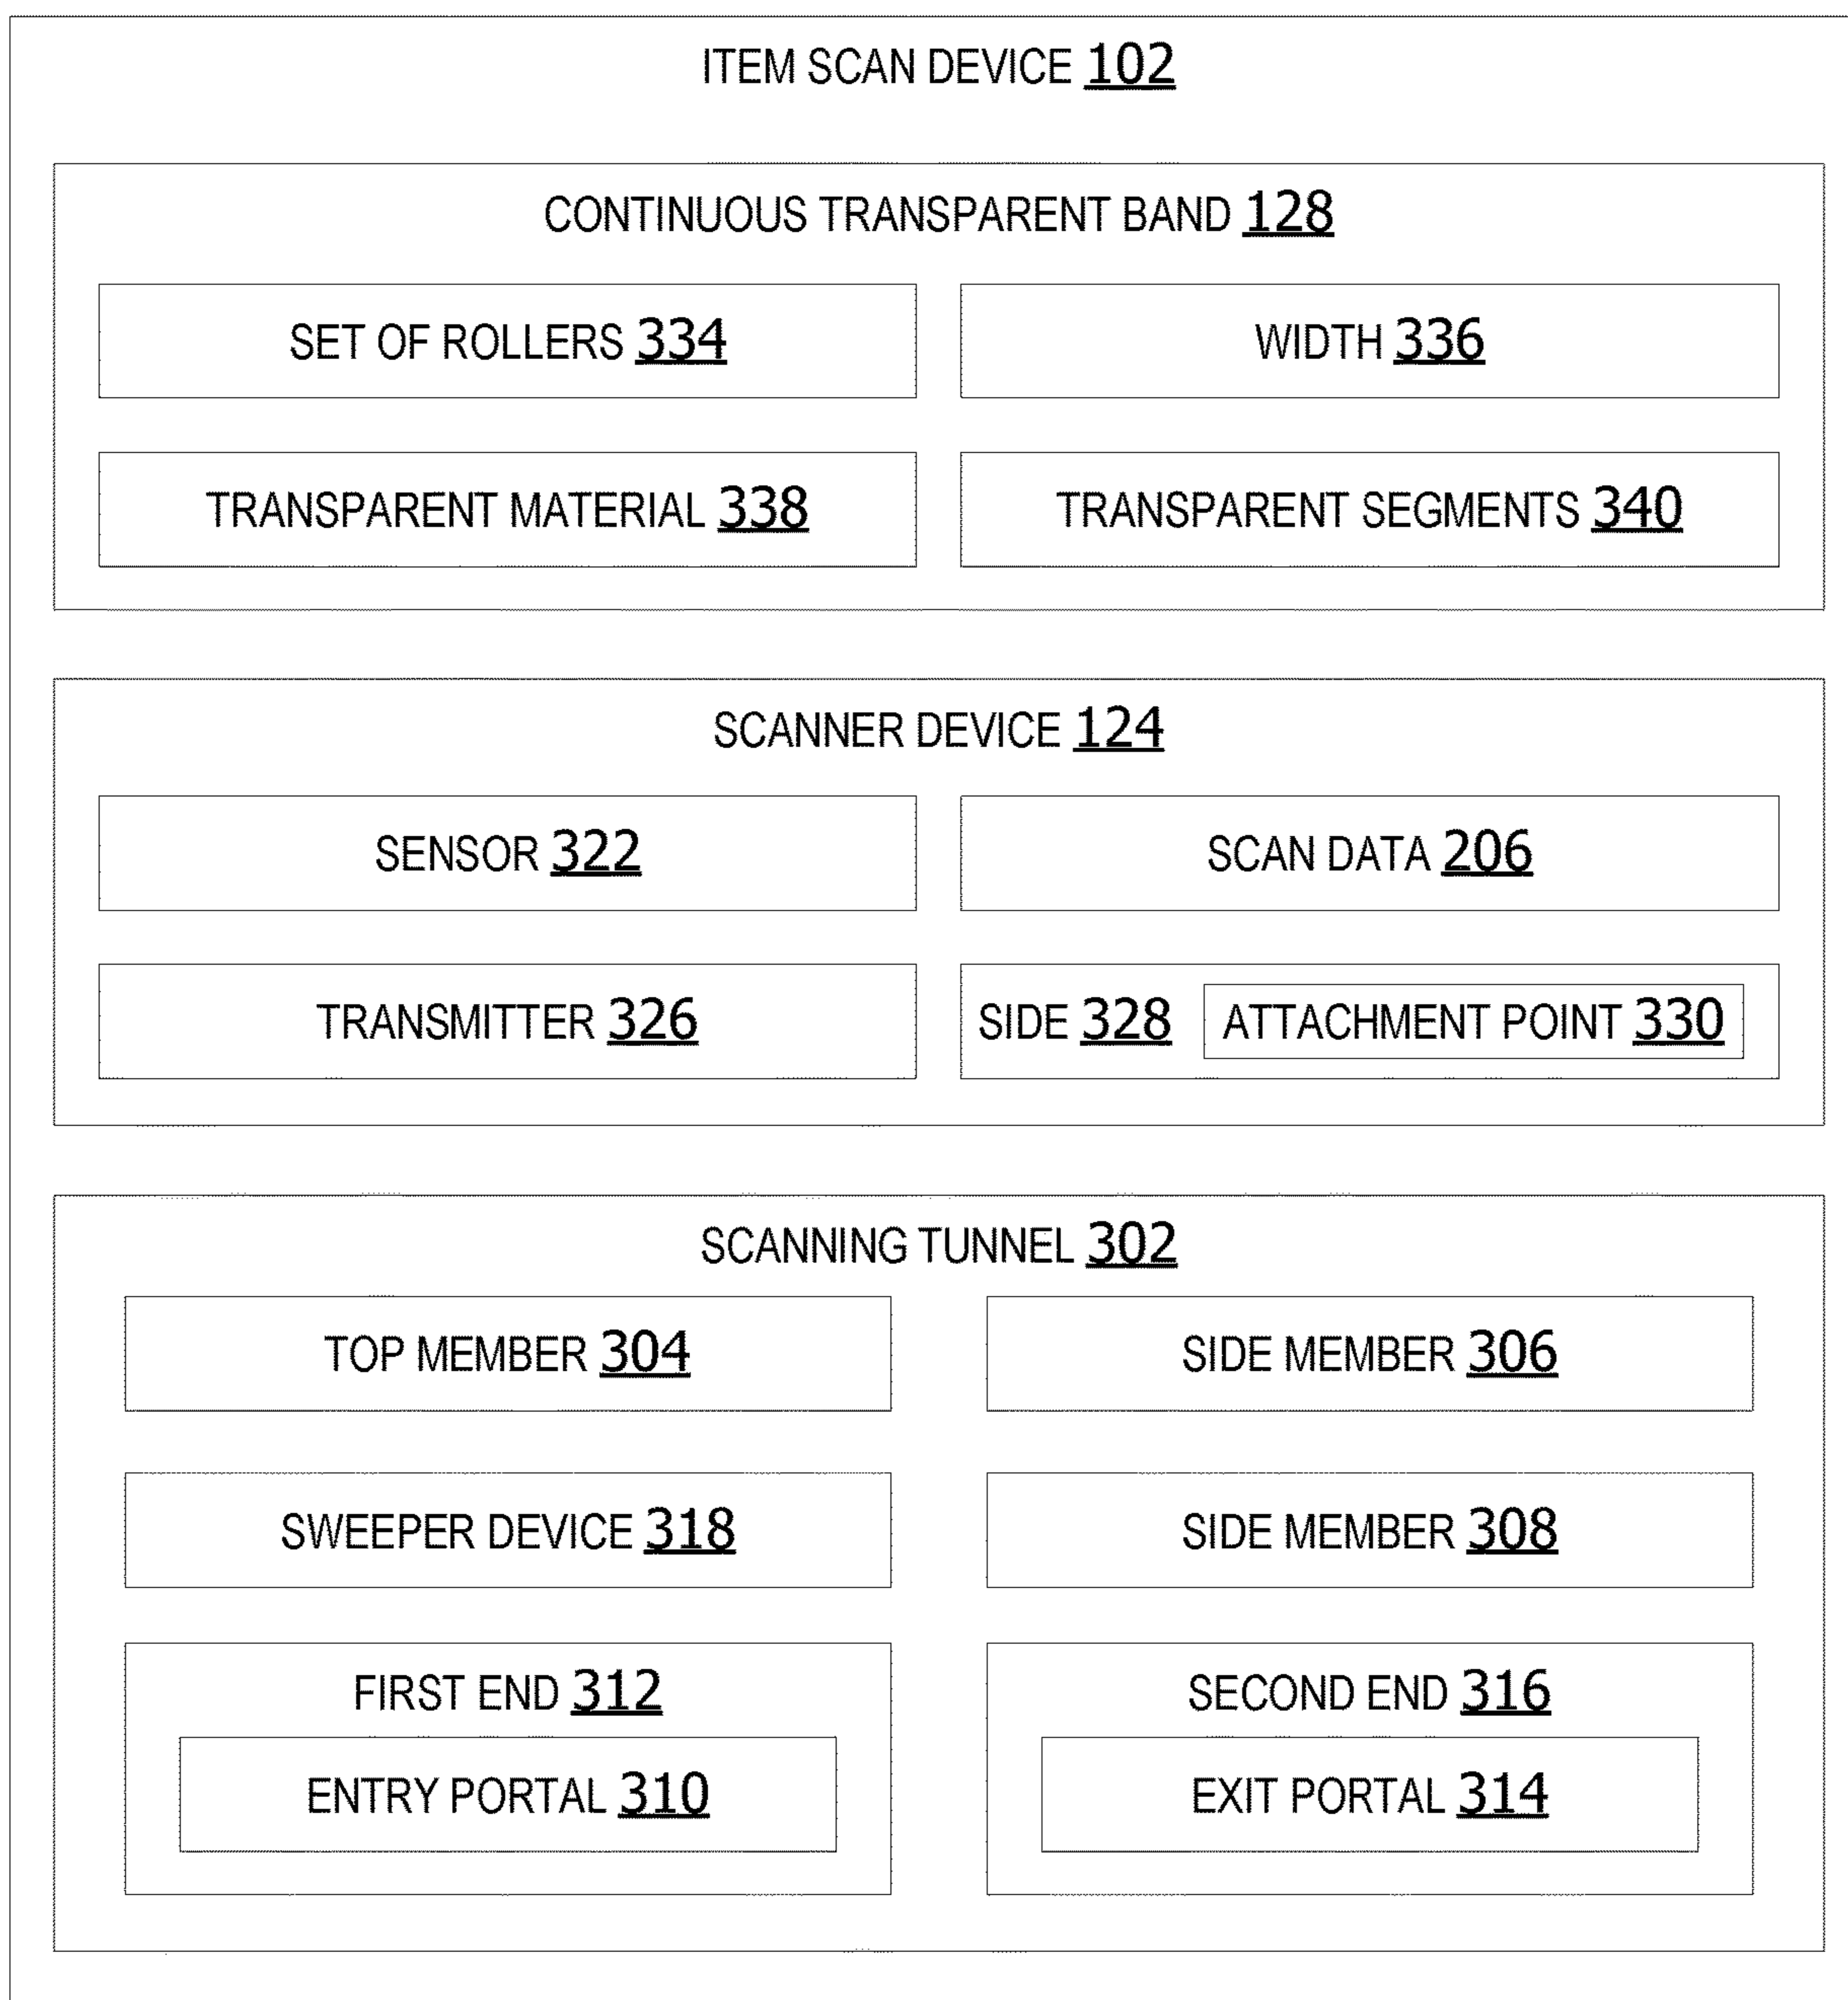 ITEM SCAN DEVICE 102
CONTINUOUS TRANSPARENT BAND 128
SET OF ROLLERS 334
WIDTH 336
TRANSPARENT MATERIAL 338
TRANSPARENT SEGMENTS 340
SCANNER DEVICE 124
SENSOR 322
SCAN DATA 206
TRANSMITTER 326
SIDE 328
ATTACHMENT POINT 330
SCANNING TUNNEL 302
TOP MEMBER 304
SIDE MEMBER 306
SWEEPER DEVICE 318
SIDE MEMBER 308
FIRST END 312
ENTRY PORTAL 310
SECOND END 316
EXIT PORTAL 314